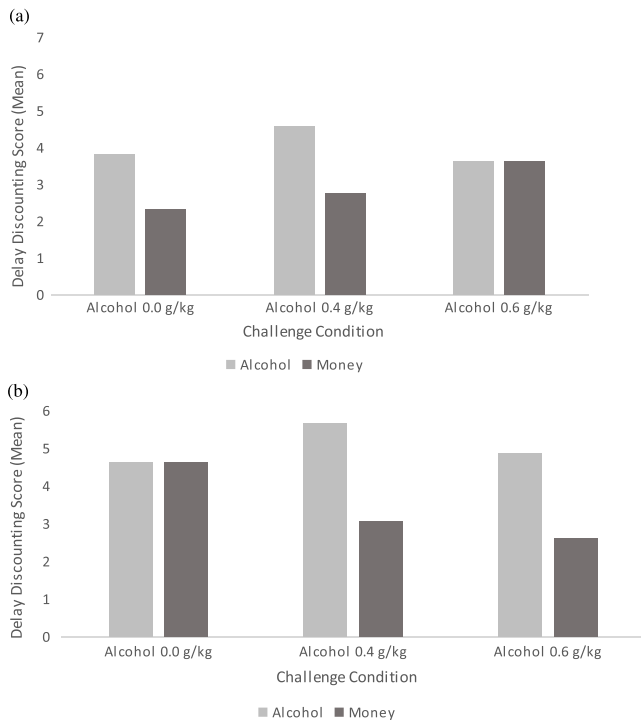 (a)
Delay Discounting Score (Mean)
7
6
5
4
3
2
1
0
Alcohol 0.0 g/kg Alcohol 0.4 g/kg Alcohol 0.6 g/kg
Challenge Condition
Alcohol Money
(b)
Delay Discounting Score (Mean)
6
5
4
3
2
1
0
Alcohol 0.0 g/kg Alcohol 0.4 g/kg Alcohol 0.6 g/kg
Challenge Condition
Alcohol Money